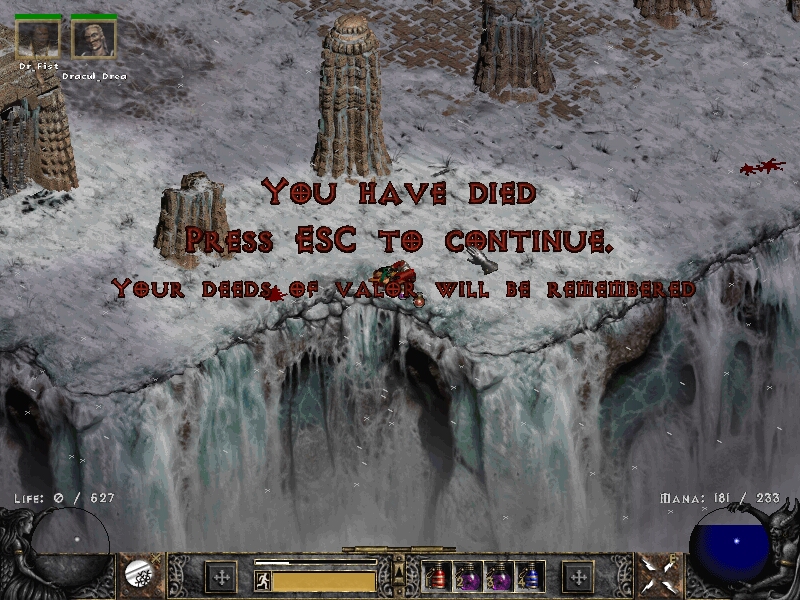 Dr_Fist
Dracul_Drea
You have died
Press ESC to continue.
Your deeds of valor will be remembered
Life: 0 / 527
Mana: 181 / 233